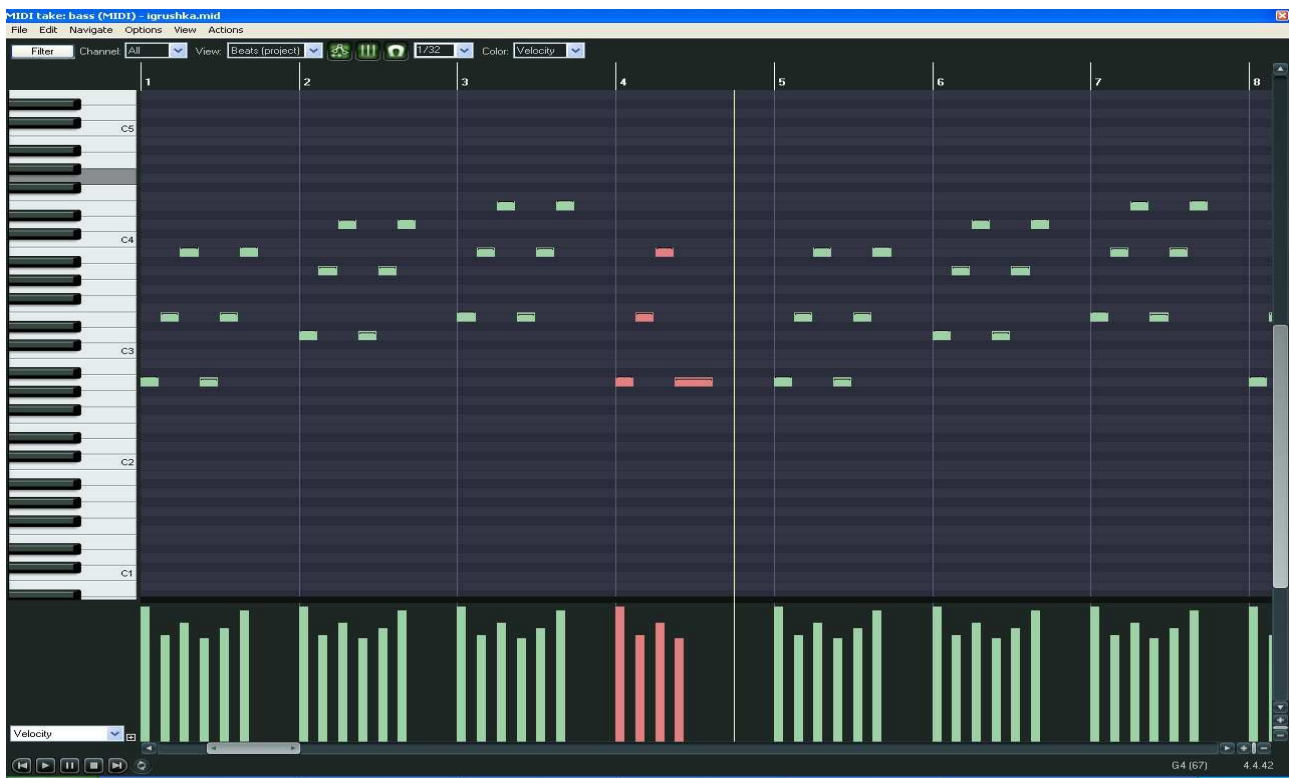 MIDI take: bass (MIDI) - igrushka.mid
File Edit Navigate Options View Actions
Filter Channel: All View: Beats (project) 1/32 Color: Velocity
1 2 3 4 5 6 7 8
C5
C4
C3
C2
C1
Velocity
G4 (67) 4.4.42